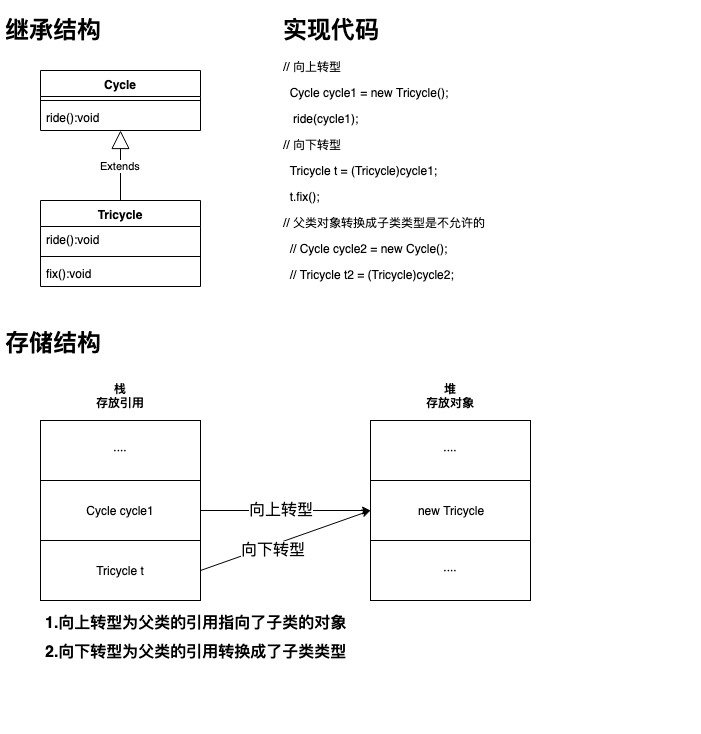 继承结构
Cycle
ride():void
Extends
Tricycle
ride():void
fix():void
实现代码
// 向上转型
Cycle cycle1 = new Tricycle();
ride(cycle1);
// 向下转型
Tricycle t = (Tricycle)cycle1;
t.fix();
// 父类对象转换成子类类型是不允许的
// Cycle cycle2 = new Cycle();
// Tricycle t2 = (Tricycle)cycle2;
存储结构
栈
存放引用
....
Cycle cycle1
Tricycle t
向上转型
向下转型
堆
存放对象
....
new Tricycle
....
1.向上转型为父类的引用指向了子类的对象
2.向下转型为父类的引用转换成了子类类型